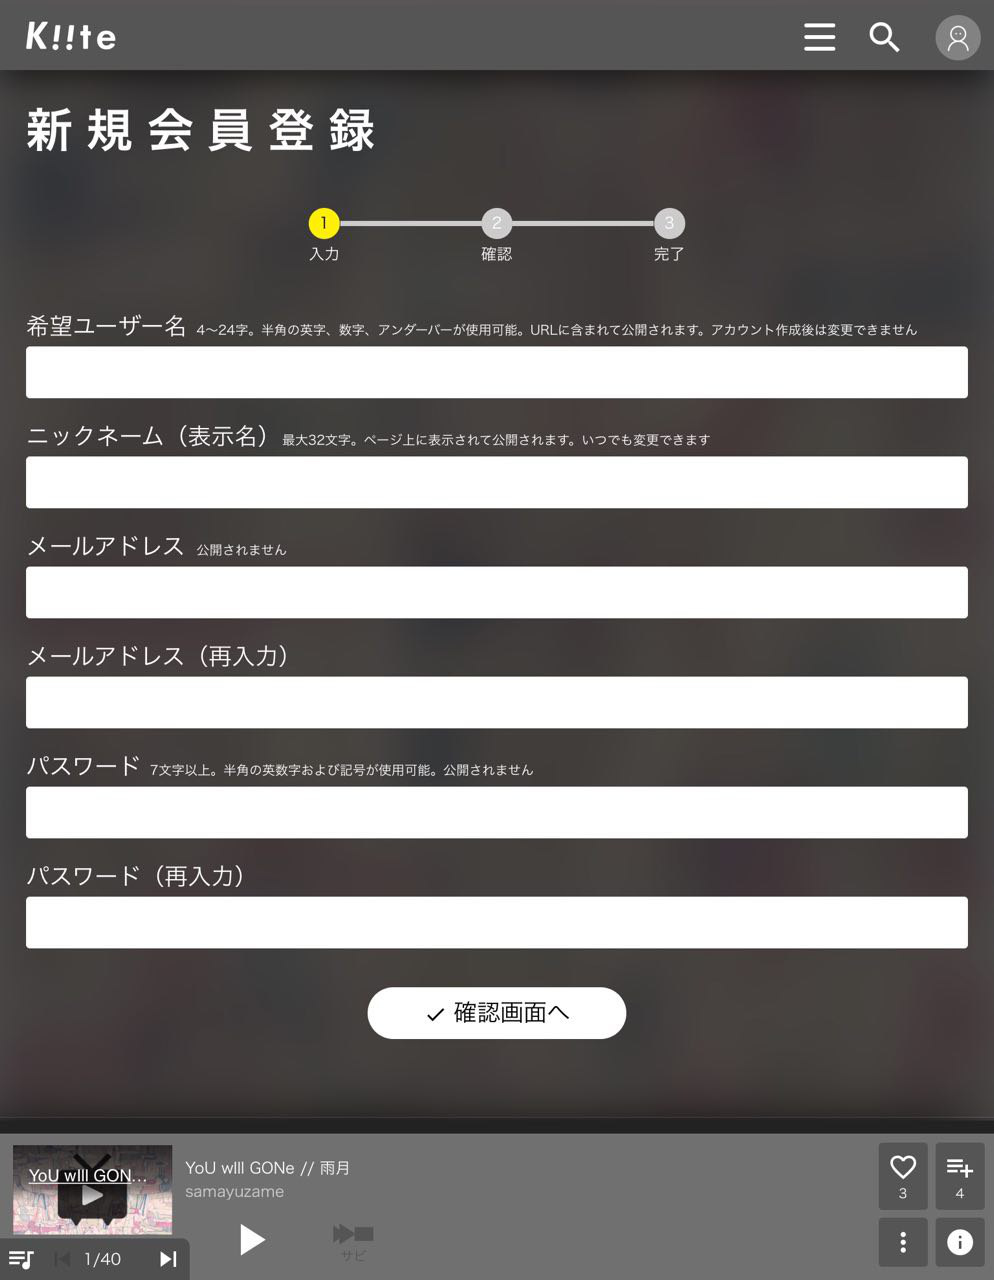 K!!te
新規会員登録
1
2
3
入力
確認
完了
希望ユーザー名 4〜24字。半角の英字、数字、アンダーバーが使用可能。URLに含まれて公開されます。アカウント作成後は変更できません
ニックネーム（表示名） 最大32文字。ページ上に表示されて公開されます。いつでも変更できます
メールアドレス 公開されません
メールアドレス（再入力）
パスワード 7文字以上。半角の英数字および記号が使用可能。公開されません
パスワード（再入力）
確認画面へ
YoU wIll GON...
YoU wIll GONe // 雨月
samayuzame
3
4
サビ
1/40